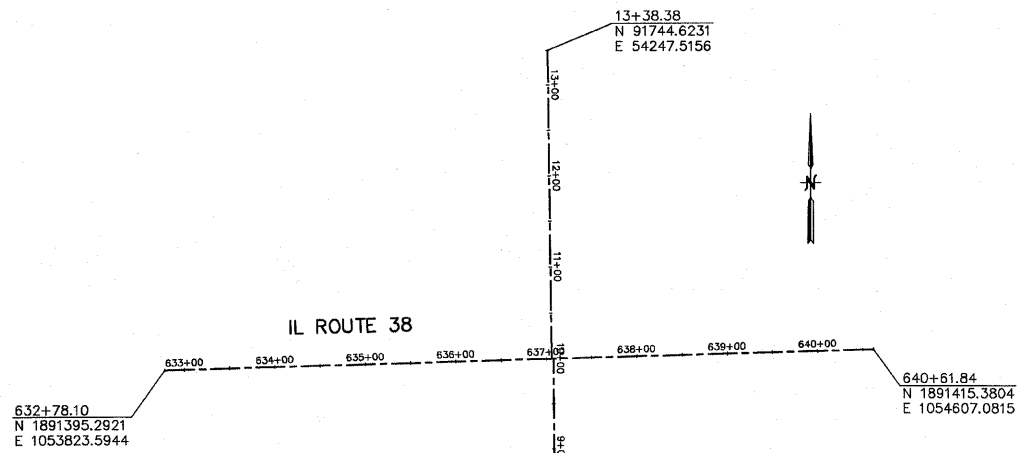 13+38.38
N 91744.6231
E 54247.5156
13+00
12+00
N
11+00
IL ROUTE 38
633+00 634+00 635+00 636+00 637+00 638+00 639+00 640+00
10+00
632+78.10
N 1891395.2921
E 1053823.5944
640+61.84
N 1891415.3804
E 1054607.0815